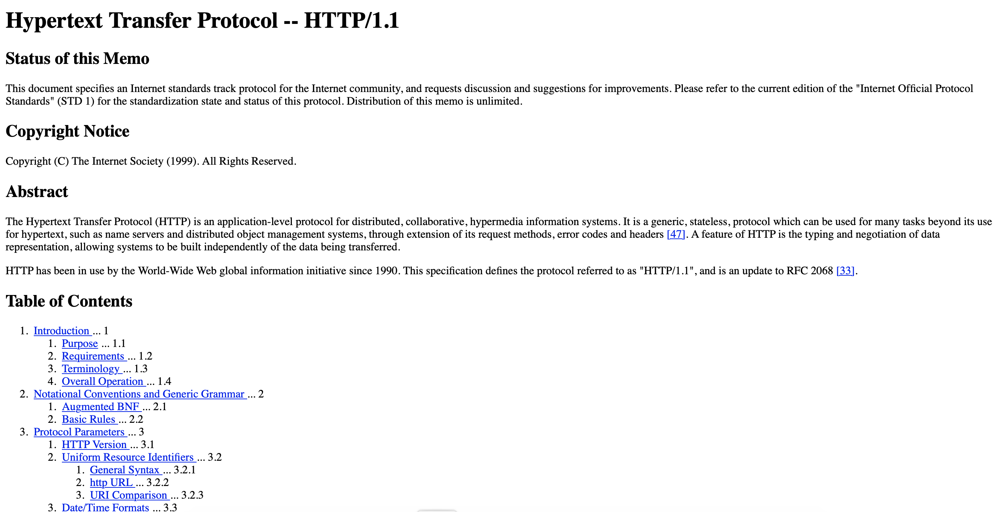 Hypertext Transfer Protocol -- HTTP/1.1
Status of this Memo
This document specifies an Internet standards track protocol for the Internet community, and requests discussion and suggestions for improvements. Please refer to the current edition of the "Internet Official Protocol
Standards" (STD 1) for the standardization state and status of this protocol. Distribution of this memo is unlimited.
Copyright Notice
Copyright (C) The Internet Society (1999). All Rights Reserved.
Abstract
The Hypertext Transfer Protocol (HTTP) is an application-level protocol for distributed, collaborative, hypermedia information systems. It is a generic, stateless, protocol which can be used for many tasks beyond its use
for hypertext, such as name servers and distributed object management systems, through extension of its request methods, error codes and headers [47]. A feature of HTTP is the typing and negotiation of data
representation, allowing systems to be built independently of the data being transferred.
HTTP has been in use by the World-Wide Web global information initiative since 1990. This specification defines the protocol referred to as "HTTP/1.1", and is an update to RFC 2068 [33].
Table of Contents
1. Introduction ... 1
1. Purpose ... 1.1
2. Requirements ... 1.2
3. Terminology ... 1.3
4. Overall Operation ... 1.4
2. Notational Conventions and Generic Grammar ... 2
1. Augmented BNF ... 2.1
2. Basic Rules ... 2.2
3. Protocol Parameters ... 3
1. HTTP Version ... 3.1
2. Uniform Resource Identifiers ... 3.2
1. General Syntax ... 3.2.1
2. http URL ... 3.2.2
3. URI Comparison ... 3.2.3
3. Date/Time Formats ... 3.3